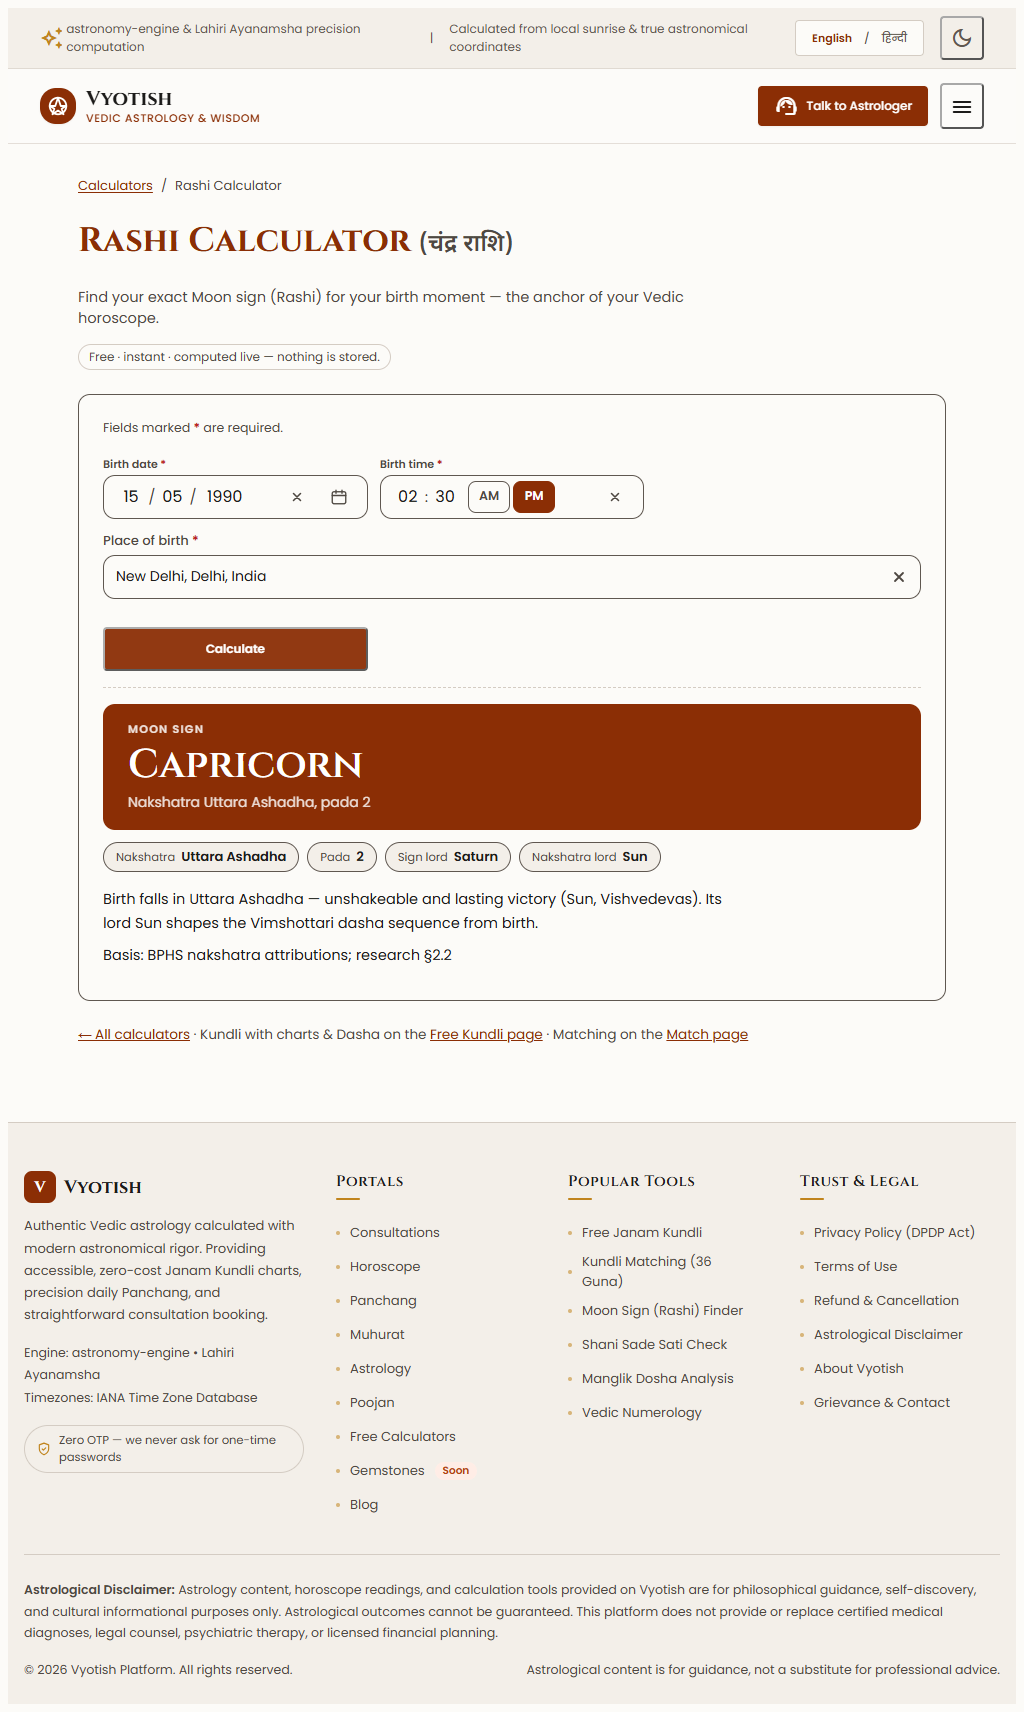 astronomy-engine & Lahiri Ayanamsha precision
computation
|
Calculated from local sunrise & true astronomical
coordinates
English / हिन्दी
Vyotish
VEDIC ASTROLOGY & WISDOM
Talk to Astrologer
Calculators / Rashi Calculator
Rashi Calculator (चंद्र राशि)
Find your exact Moon sign (Rashi) for your birth moment — the anchor of your Vedic
horoscope.
Free · instant · computed live — nothing is stored.
Fields marked * are required.
Birth date *
Birth time *
15 / 05 / 1990
02 : 30 AM PM
Place of birth *
New Delhi, Delhi, India
Calculate
MOON SIGN
Capricorn
Nakshatra Uttara Ashadha, pada 2
Nakshatra Uttara Ashadha
Pada 2
Sign lord Saturn
Nakshatra lord Sun
Birth falls in Uttara Ashadha — unshakeable and lasting victory (Sun, Vishvedevas). Its
lord Sun shapes the Vimshottari dasha sequence from birth.
Basis: BPHS nakshatra attributions; research §2.2
← All calculators · Kundli with charts & Dasha on the Free Kundli page · Matching on the Match page
V Vyotish
Authentic Vedic astrology calculated with
modern astronomical rigor. Providing
accessible, zero-cost Janam Kundli charts,
precision daily Panchang, and
straightforward consultation booking.
Engine: astronomy-engine • Lahiri
Ayanamsha
Timezones: IANA Time Zone Database
Zero OTP — we never ask for one-time
passwords
Portals
Consultations
Horoscope
Panchang
Muhurat
Astrology
Poojan
Free Calculators
Gemstones Soon
Blog
Popular Tools
Free Janam Kundli
Kundli Matching (36
Guna)
Moon Sign (Rashi) Finder
Shani Sade Sati Check
Manglik Dosha Analysis
Vedic Numerology
Trust & Legal
Privacy Policy (DPDP Act)
Terms of Use
Refund & Cancellation
Astrological Disclaimer
About Vyotish
Grievance & Contact
Astrological Disclaimer: Astrology content, horoscope readings, and calculation tools provided on Vyotish are for philosophical guidance, self-discovery,
and cultural informational purposes only. Astrological outcomes cannot be guaranteed. This platform does not provide or replace certified medical
diagnoses, legal counsel, psychiatric therapy, or licensed financial planning.
© 2026 Vyotish Platform. All rights reserved.
Astrological content is for guidance, not a substitute for professional advice.